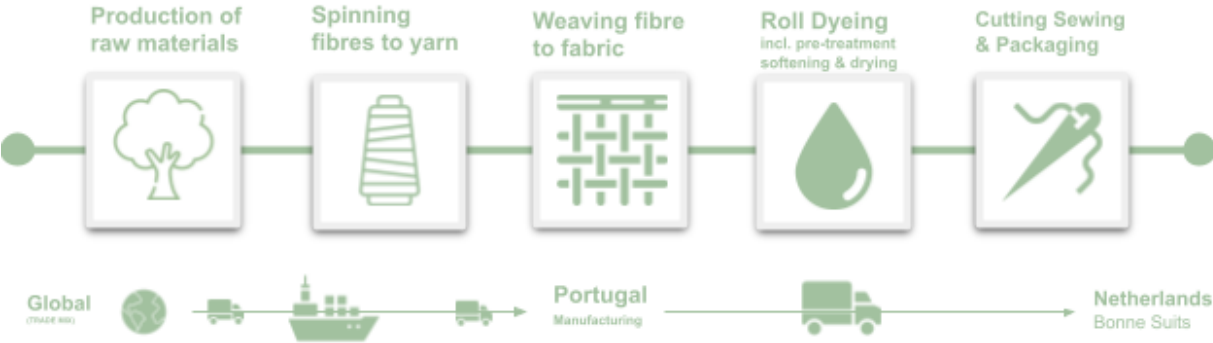 Production of
raw materials
Spinning
fibres to yarn
Weaving fibre
to fabric
Roll Dyeing
incl. pre-treatment
softening & drying
Cutting Sewing
& Packaging
Global
(TRADE MIX)
Portugal
Manufacturing
Netherlands
Bonne Suits